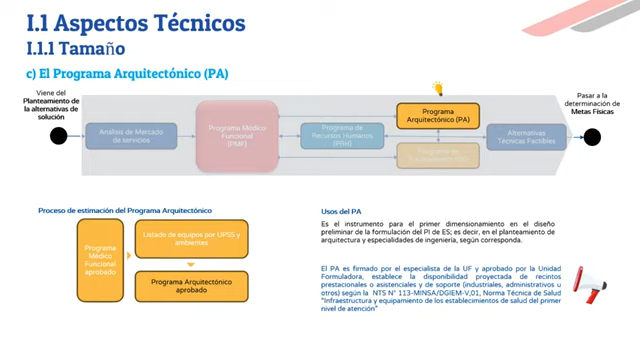 I.1 Aspectos Técnicos
I.1.1 Tamaño
c) El Programa Arquitectónico (PA)
Viene del
Planteamiento de
la alternativas de
solución
Análisis de Mercado
de servicios
Programa Médico
Funcional
(PMF)
Programa de
Recursos Humanos
(PRH)
Programa
Arquitectónico (PA)
Programa de
Alternativas
Técnicas Factibles
Pasar a la
determinación de
Metas Físicas
Proceso de estimación del Programa Arquitectónico
Programa
Médico
Funcional
aprobado
Listado de equipos por UPSS y
ambientes
Programa Arquitectónico
aprobado
Usos del PA
Es el instrumento para el primer dimensionamiento en el diseño
preliminar de la formulación del PI de ES; es decir, en el planteamiento de
arquitectura y especialidades de ingeniería, según corresponda.
El PA es firmado por el especialista de la UF y aprobado por la Unidad
Formuladora, establece la disponibilidad proyectada de recintos
prestacionales o asistenciales y de soporte (industriales, administrativos u
otros) según la NTS N° 113-MINSA/DGIEM-V,01, Norma Técnica de Salud
"Infraestructura y equipamiento de los establecimientos de salud del primer
nivel de atención"